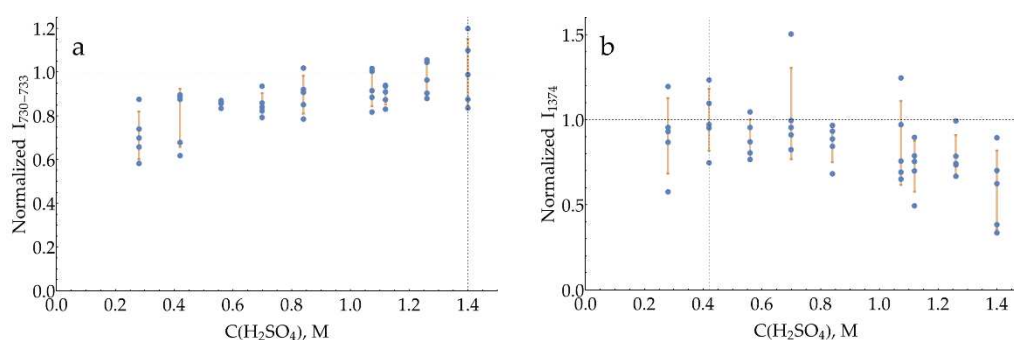 a
1.2
1.0
0.8
0.6
0.4
0.2
0.0
Normalized I730–733
0.0 0.2 0.4 0.6 0.8 1.0 1.2 1.4
C(H2SO4), M
b
1.5
1.0
0.5
0.0
Normalized I1374
0.0 0.2 0.4 0.6 0.8 1.0 1.2 1.4
C(H2SO4), M